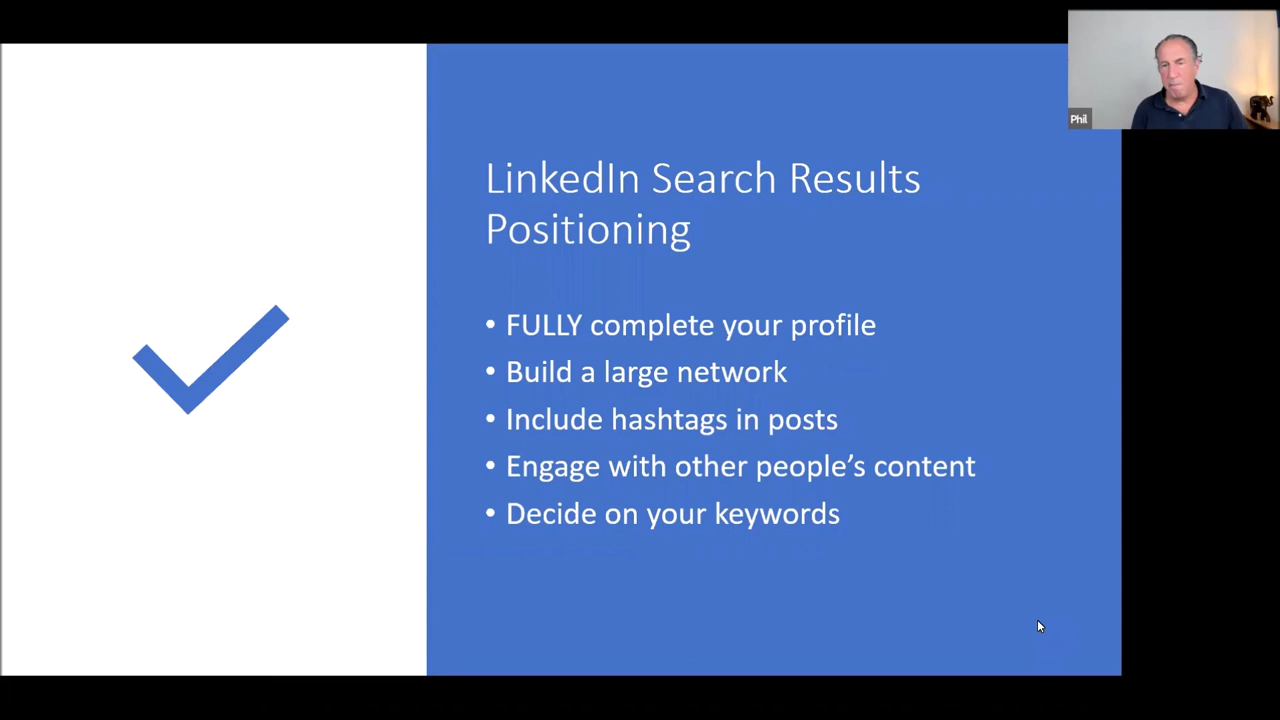 Phil
LinkedIn Search Results
Positioning
• FULLY complete your profile
• Build a large network
• Include hashtags in posts
• Engage with other people’s content
• Decide on your keywords